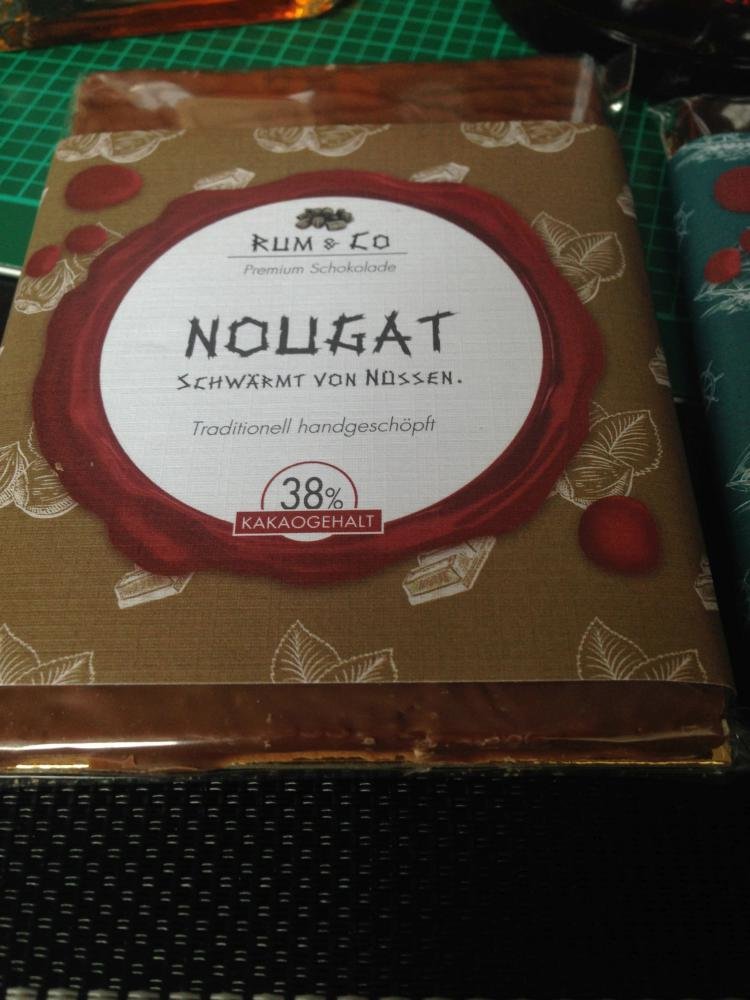 RUM & CO
Premium Schokolade
NOUGAT
SCHWÄRMT VON NÜSSEN.
Traditionell handgeschöpft
38%
KAKAOGEHALT